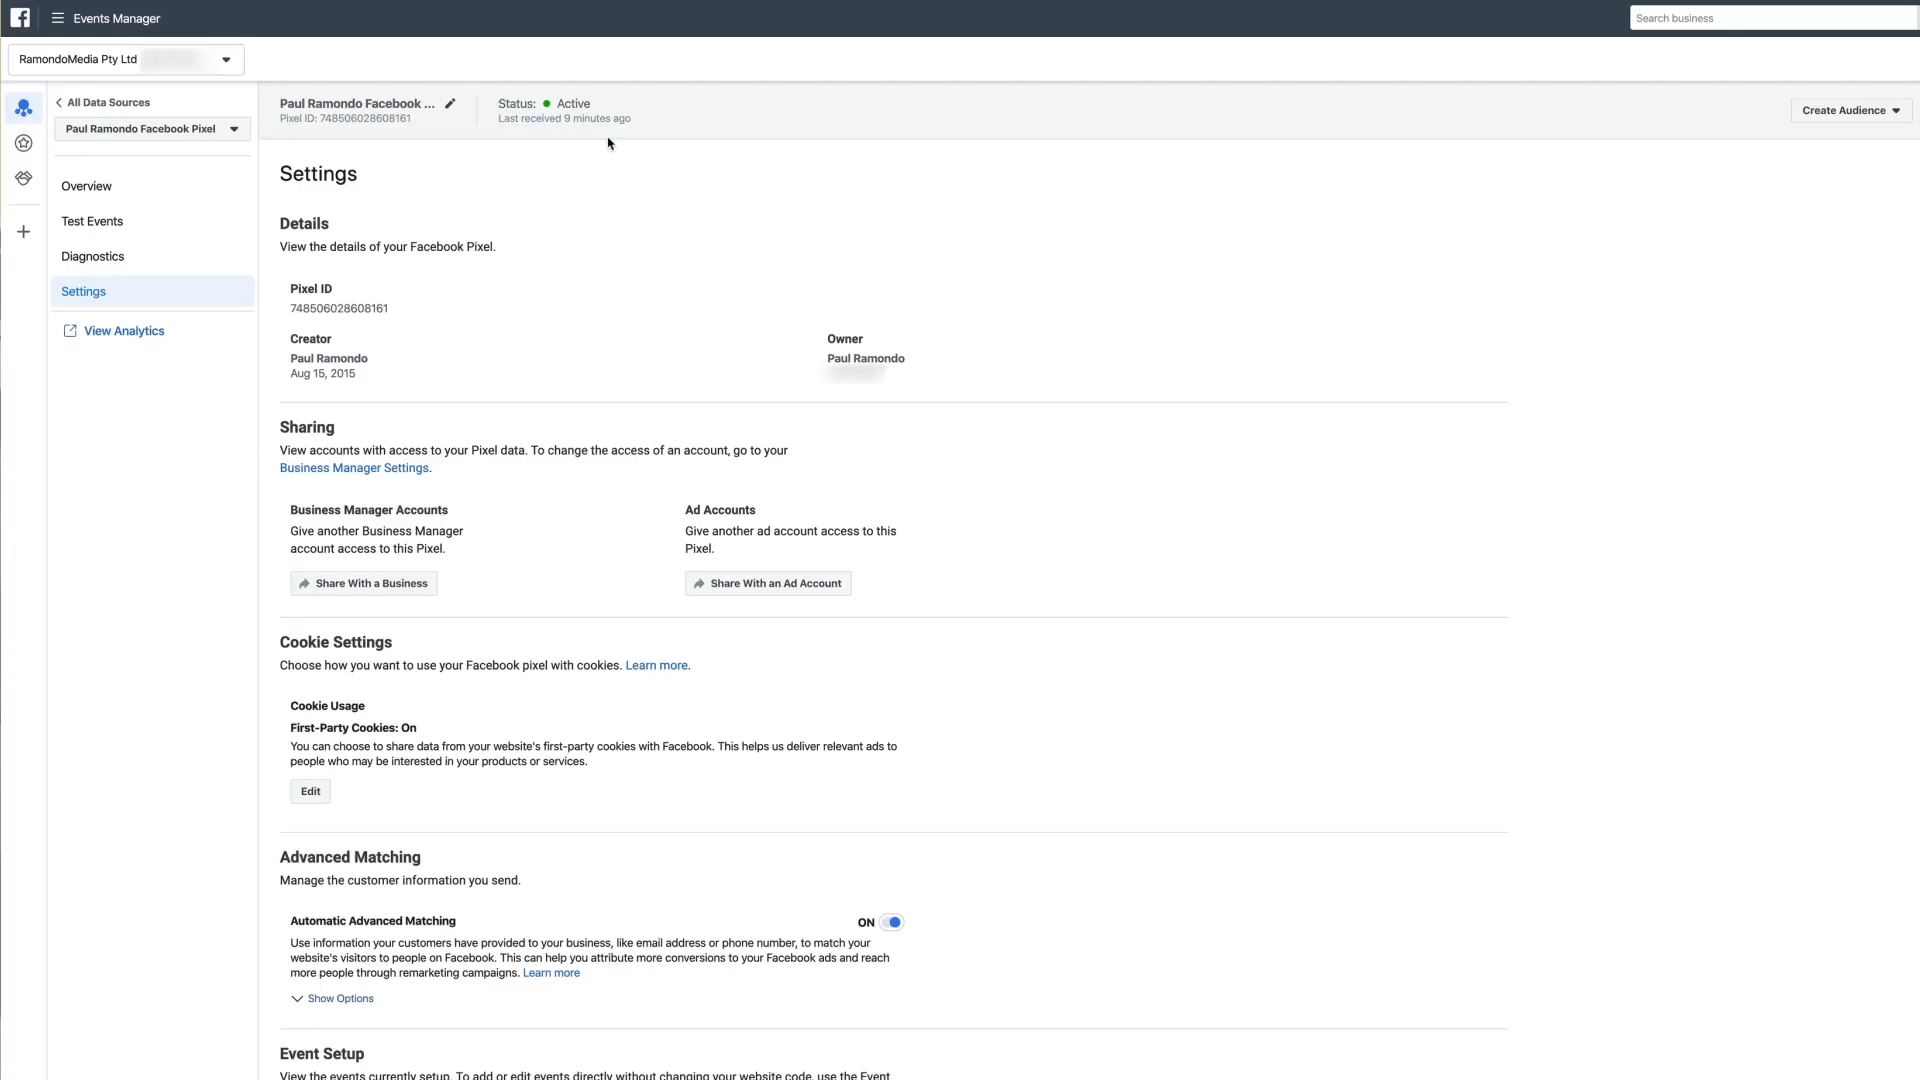 Events Manager
Search business
RamondoMedia Pty Ltd
All Data Sources
Paul Ramondo Facebook Pixel
Overview
Test Events
Diagnostics
Settings
View Analytics
Paul Ramondo Facebook ...
Pixel ID: 748506028608161
Status: Active
Last received 9 minutes ago
Create Audience
Settings
Details
View the details of your Facebook Pixel.
Pixel ID
748506028608161
Creator
Paul Ramondo
Aug 15, 2015
Owner
Paul Ramondo
Sharing
View accounts with access to your Pixel data. To change the access of an account, go to your
Business Manager Settings.
Business Manager Accounts
Give another Business Manager
account access to this Pixel.
Share With a Business
Ad Accounts
Give another ad account access to this
Pixel.
Share With an Ad Account
Cookie Settings
Choose how you want to use your Facebook pixel with cookies. Learn more.
Cookie Usage
First-Party Cookies: On
You can choose to share data from your website's first-party cookies with Facebook. This helps us deliver relevant ads to
people who may be interested in your products or services.
Edit
Advanced Matching
Manage the customer information you send.
Automatic Advanced Matching
ON
Use information your customers have provided to your business, like email address or phone number, to match your
website's visitors to people on Facebook. This can help you attribute more conversions to your Facebook ads and reach
more people through remarketing campaigns. Learn more
Show Options
Event Setup
View the events currently setup. To add or edit events directly without changing your website code, use the Event